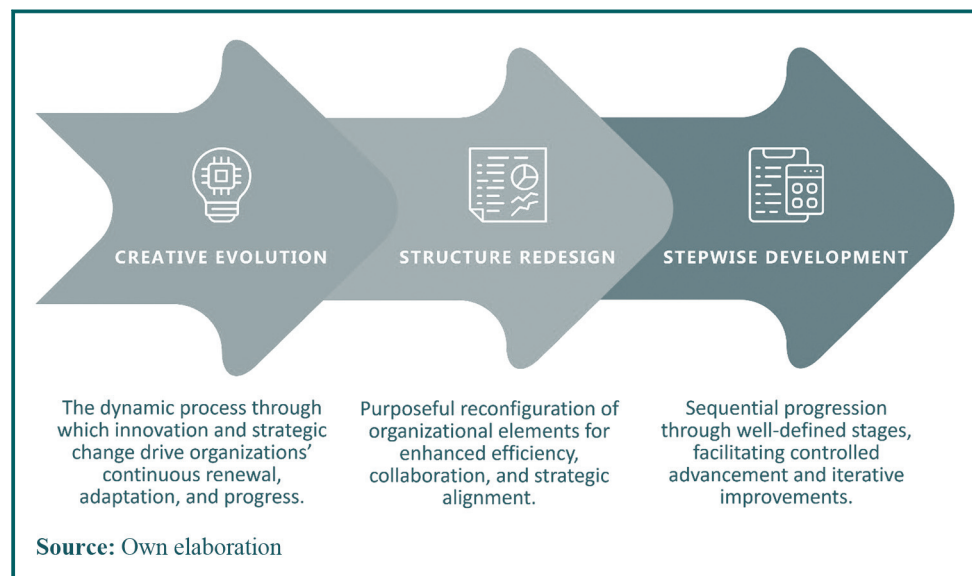 CREATIVE EVOLUTION
STRUCTURE REDESIGN
STEPWISE DEVELOPMENT
The dynamic process through
which innovation and strategic
change drive organizations’
continuous renewal,
adaptation, and progress.
Purposeful reconfiguration of
organizational elements for
enhanced efficiency,
collaboration, and strategic
alignment.
Sequential progression
through well-defined stages,
facilitating controlled
advancement and iterative
improvements.
Source: Own elaboration